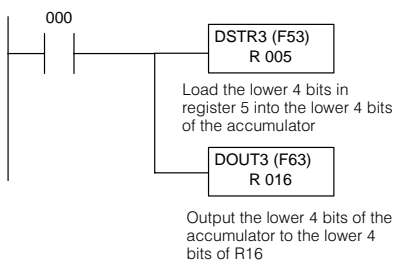 000
DSTR3 (F53)
R 005
Load the lower 4 bits in
register 5 into the lower 4 bits
of the accumulator
DOUT3 (F63)
R 016
Output the lower 4 bits of the
accumulator to the lower 4
bits of R16